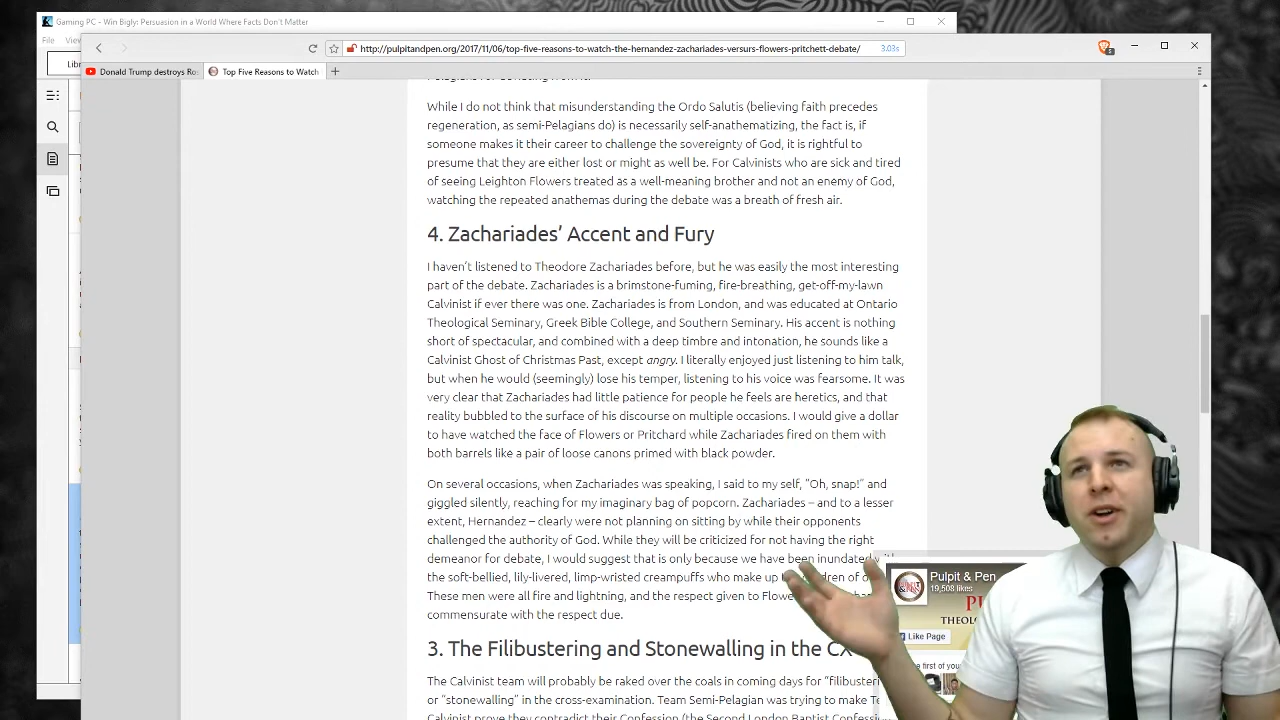 Gaming PC - Win Bigly: Persuasion in a World Where Facts Don't Matter
File
http://pulpitandpen.org/2017/11/06/top-five-reasons-to-watch-the-hernandez-zachariades-versurs-flowers-pritchett-debate/
3.03s
Donald Trump destroys Ros
Top Five Reasons to Watch
While I do not think that misunderstanding the Ordo Salutis (believing faith precedes
regeneration, as semi-Pelagians do) is necessarily self-anathematizing, the fact is, if
someone makes it their career to challenge the sovereignty of God, it is rightful to
presume that they are either lost or might as well be. For Calvinists who are sick and tired
of seeing Leighton Flowers treated as a well-meaning brother and not an enemy of God,
watching the repeated anathemas during the debate was a breath of fresh air.
4. Zachariades' Accent and Fury
I haven't listened to Theodore Zachariades before, but he was easily the most interesting
part of the debate. Zachariades is a brimstone-fuming, fire-breathing, get-off-my-lawn
Calvinist if ever there was one. Zachariades is from London, and was educated at Ontario
Theological Seminary, Greek Bible College, and Southern Seminary. His accent is nothing
short of spectacular, and combined with a deep timbre and intonation, he sounds like a
Calvinist Ghost of Christmas Past, except angry. I literally enjoyed just listening to him talk,
but when he would (seemingly) lose his temper, listening to his voice was fearsome. It was
very clear that Zachariades had little patience for people he feels are heretics, and that
reality bubbled to the surface of his discourse on multiple occasions. I would give a dollar
to have watched the face of Flowers or Pritchard while Zachariades fired on them with
both barrels like a pair of loose canons primed with black powder.
On several occasions, when Zachariades was speaking, I said to my self, "Oh, snap!" and
giggled silently, reaching for my imaginary bag of popcorn. Zachariades – and to a lesser
extent, Hernandez – clearly were not planning on sitting by while their opponents
challenged the authority of God. While they will be criticized for not having the right
demeanor for debate, I would suggest that is only because we have been inundated
the soft-bellied, lily-livered, limp-wristed creampuffs who make up
These men were all fire and lightning, and the respect given to
commensurate with the respect due.
Pulpit & Pen
19,508 likes
Like Page
3. The Filibustering and Stonewalling in the CX
The Calvinist team will probably be raked over the coals in coming days for
or "stonewalling" in the cross-examination. Team Semi-Pelagian was trying to make
Calvinist prove they contradict their Confession (the Second London Baptist